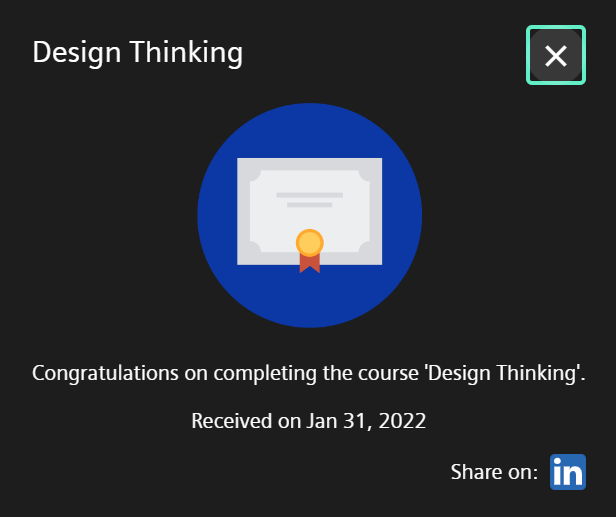 Design Thinking
Congratulations on completing the course 'Design Thinking'.
Received on Jan 31, 2022
Share on: in